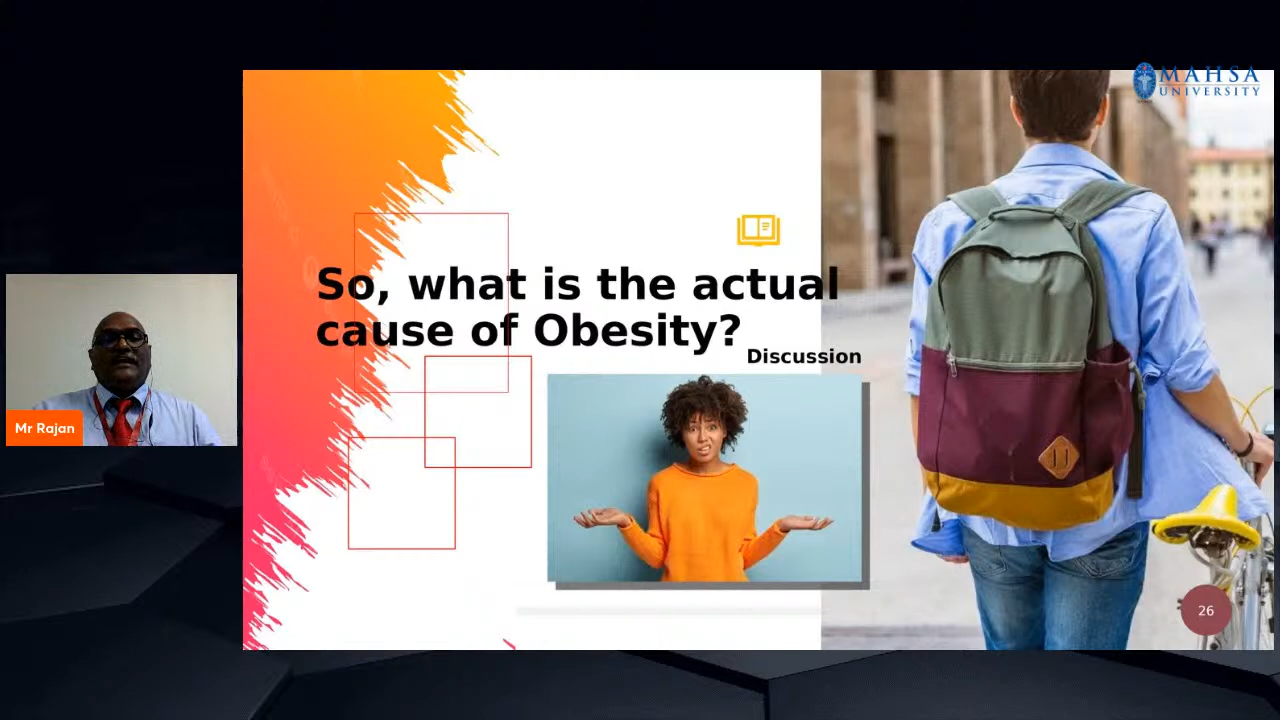 MAHSA
UNIVERSITY
So, what is the actual
cause of Obesity?
Discussion
Mr Rajan
26